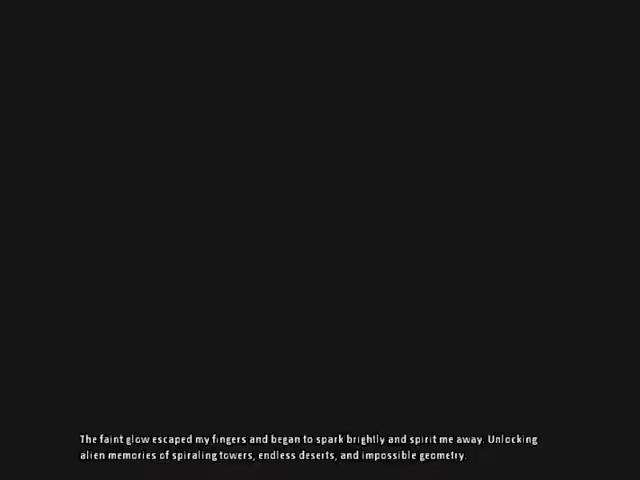 The faint glow escaped my fingers and began to spark brightly and spirit me away. Unlocking
alien memories of spiraling towers, endless deserts, and impossible geometry.